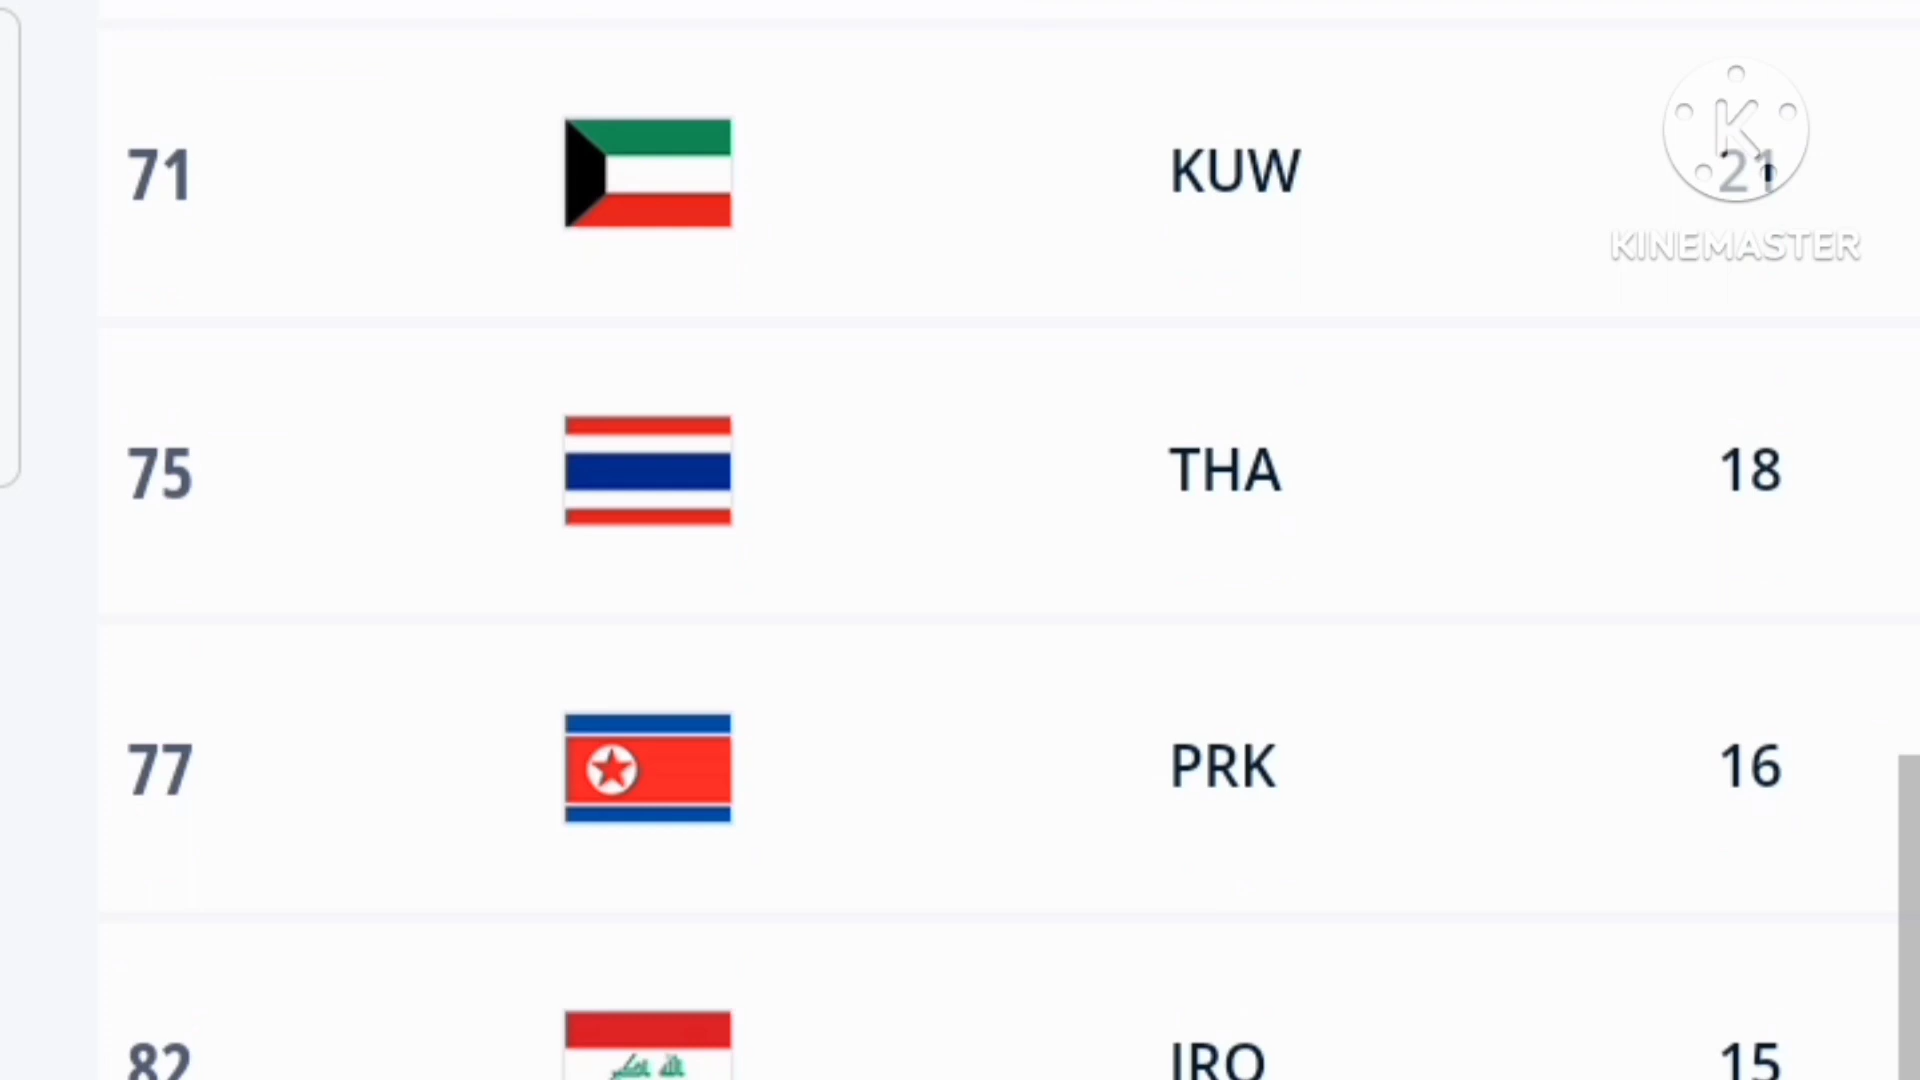 71 KUW 21
K
KINEMASTER
75 THA 18
77 PRK 16
82 IRQ 15